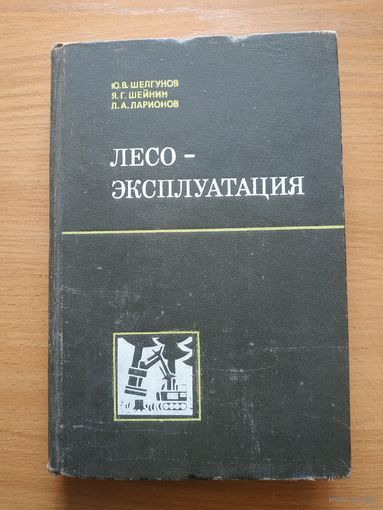 Ю.В. ШЕЛГУНОВ
Я.Г. ШЕЙНИН
Л.А. ЛАРИОНОВ
ЛЕСО -
ЭКСПЛУАТАЦИЯ